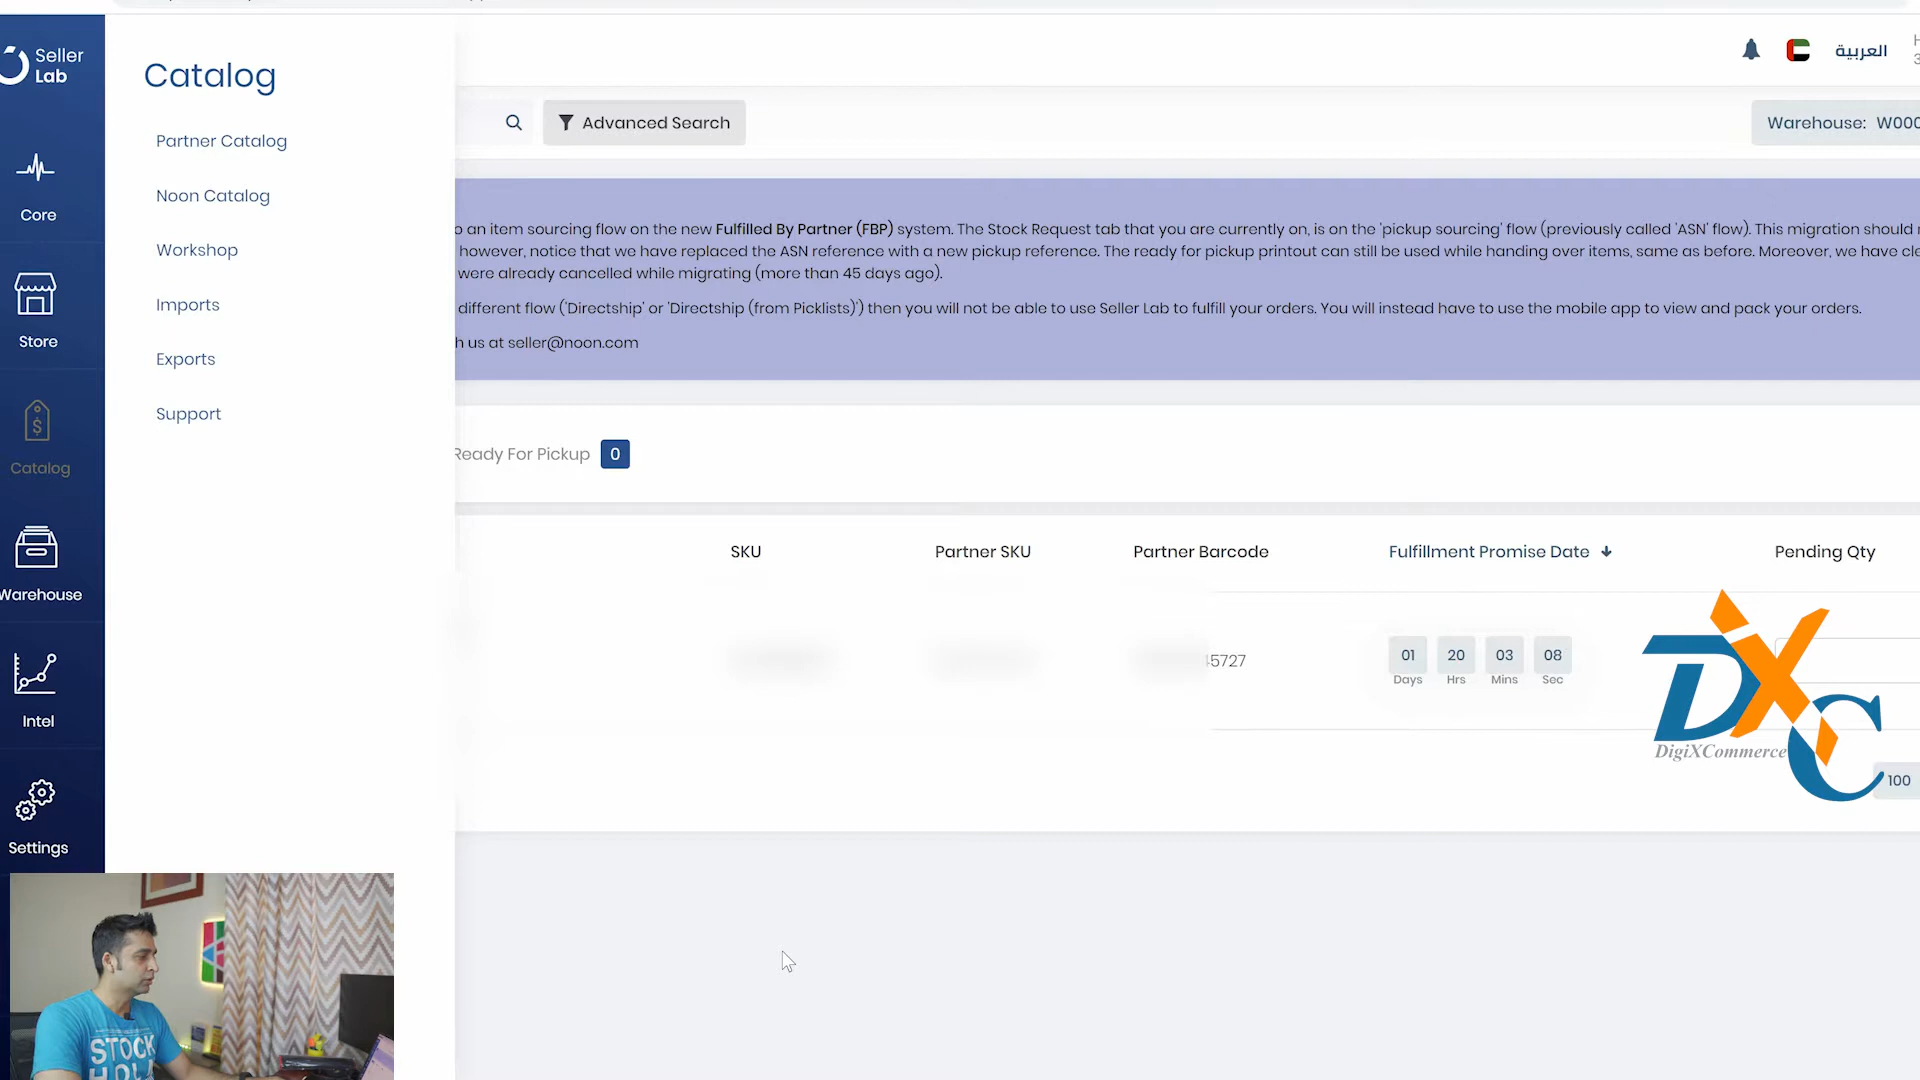 Seller
Lab
Core
Store
Catalog
Warehouse
Intel
Settings
Catalog
Partner Catalog
Noon Catalog
Workshop
Imports
Exports
Support
العربية
Advanced Search
Warehouse: W000
an item sourcing flow on the new Fulfilled By Partner (FBP) system. The Stock Request tab that you are currently on, is on the 'pickup sourcing' flow (previously called 'ASN' flow). This migration should
however, notice that we have replaced the ASN reference with a new pickup reference. The ready for pickup printout can still be used while handing over items, same as before. Moreover, we have
were already cancelled while migrating (more than 45 days ago).
different flow ('Directship' or 'Directship (from Picklists)') then you will not be able to use Seller Lab to fulfill your orders. You will instead have to use the mobile app to view and pack your orders.
us at seller@noon.com
Ready For Pickup 0
SKU Partner SKU Partner Barcode Fulfillment Promise Date Pending Qty
45727
01 20 03 08
Days Hrs Mins Sec
DXC
DigiXCommerce
100
STOCK